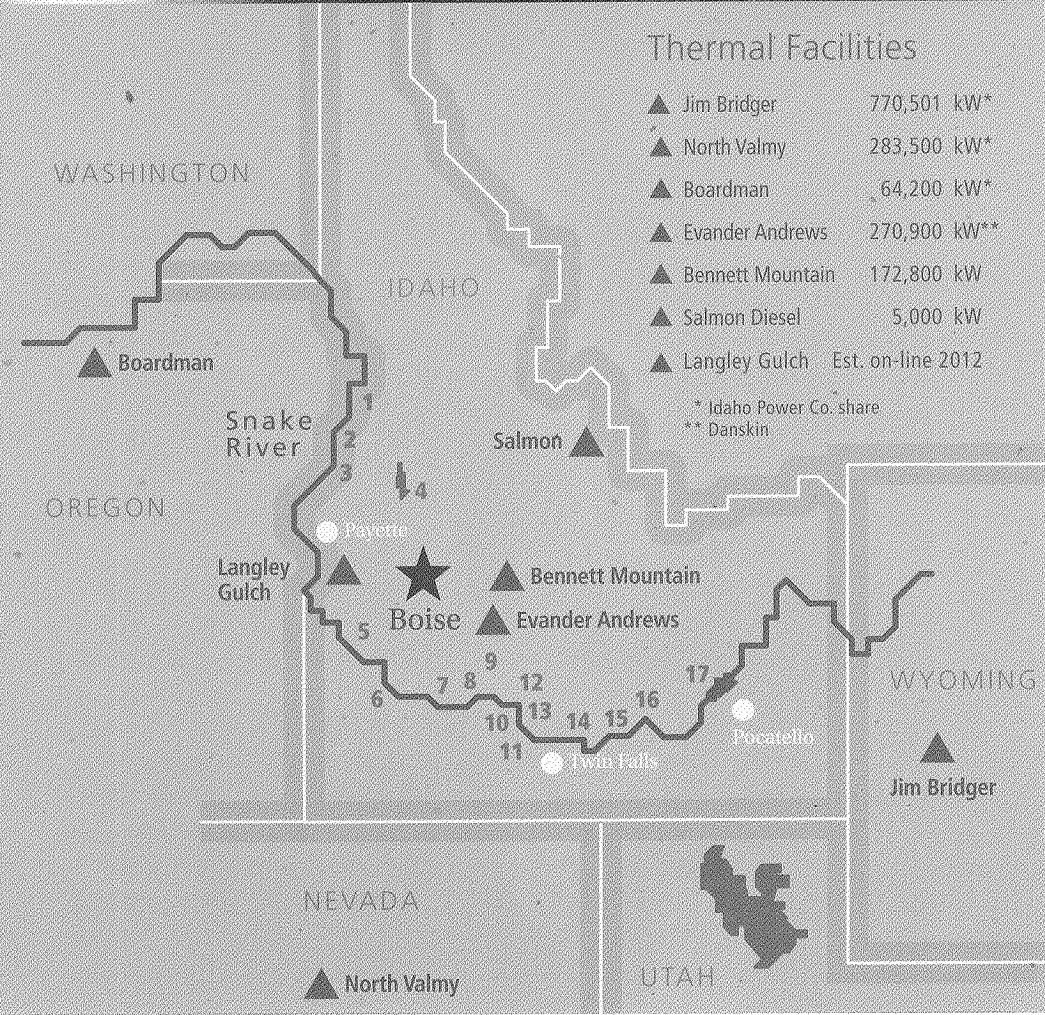 Thermal Facilities
Jim Bridger 770,501 kW*
North Valmy 283,500 kW*
Boardman 64,200 kW*
Evander Andrews 270,900 kW**
Bennett Mountain 172,800 kW
Salmon Diesel 5,000 kW
Langley Gulch Est. on-line 2012
* Idaho Power Co. share
** Danskin
WASHINGTON
IDAHO
Boardman
1
Snake
River
2
3
Salmon
4
OREGON
Payette
Langley
Gulch
Boise
Bennett Mountain
Evander Andrews
5
6
7
8
9
10
11
12
13
14
15
16
17
Twin Falls
Pocatello
WYOMING
Jim Bridger
NEVADA
North Valmy
UTAH